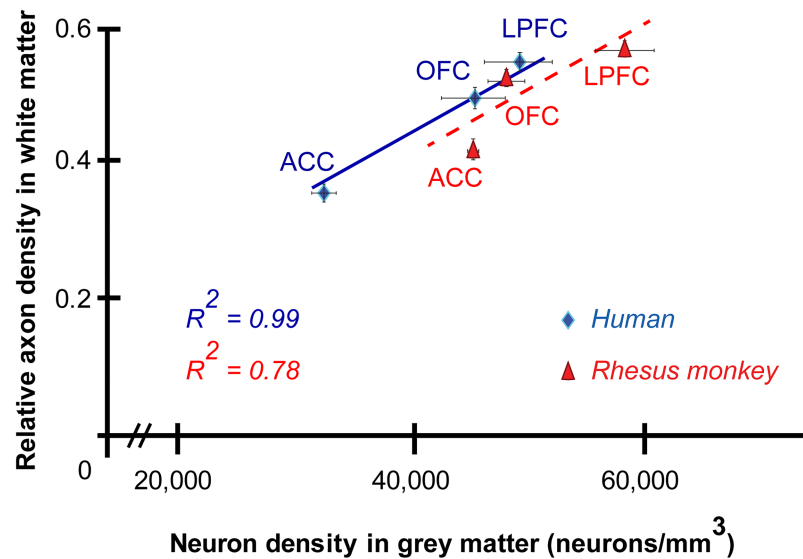 0.6
LPFC
OFC
LPFC
OFC
ACC
ACC
0.4
0.2
R² = 0.99
Human
R² = 0.78
Rhesus monkey
0
20,000
40,000
60,000
Relative axon density in white matter
Neuron density in grey matter (neurons/mm³)